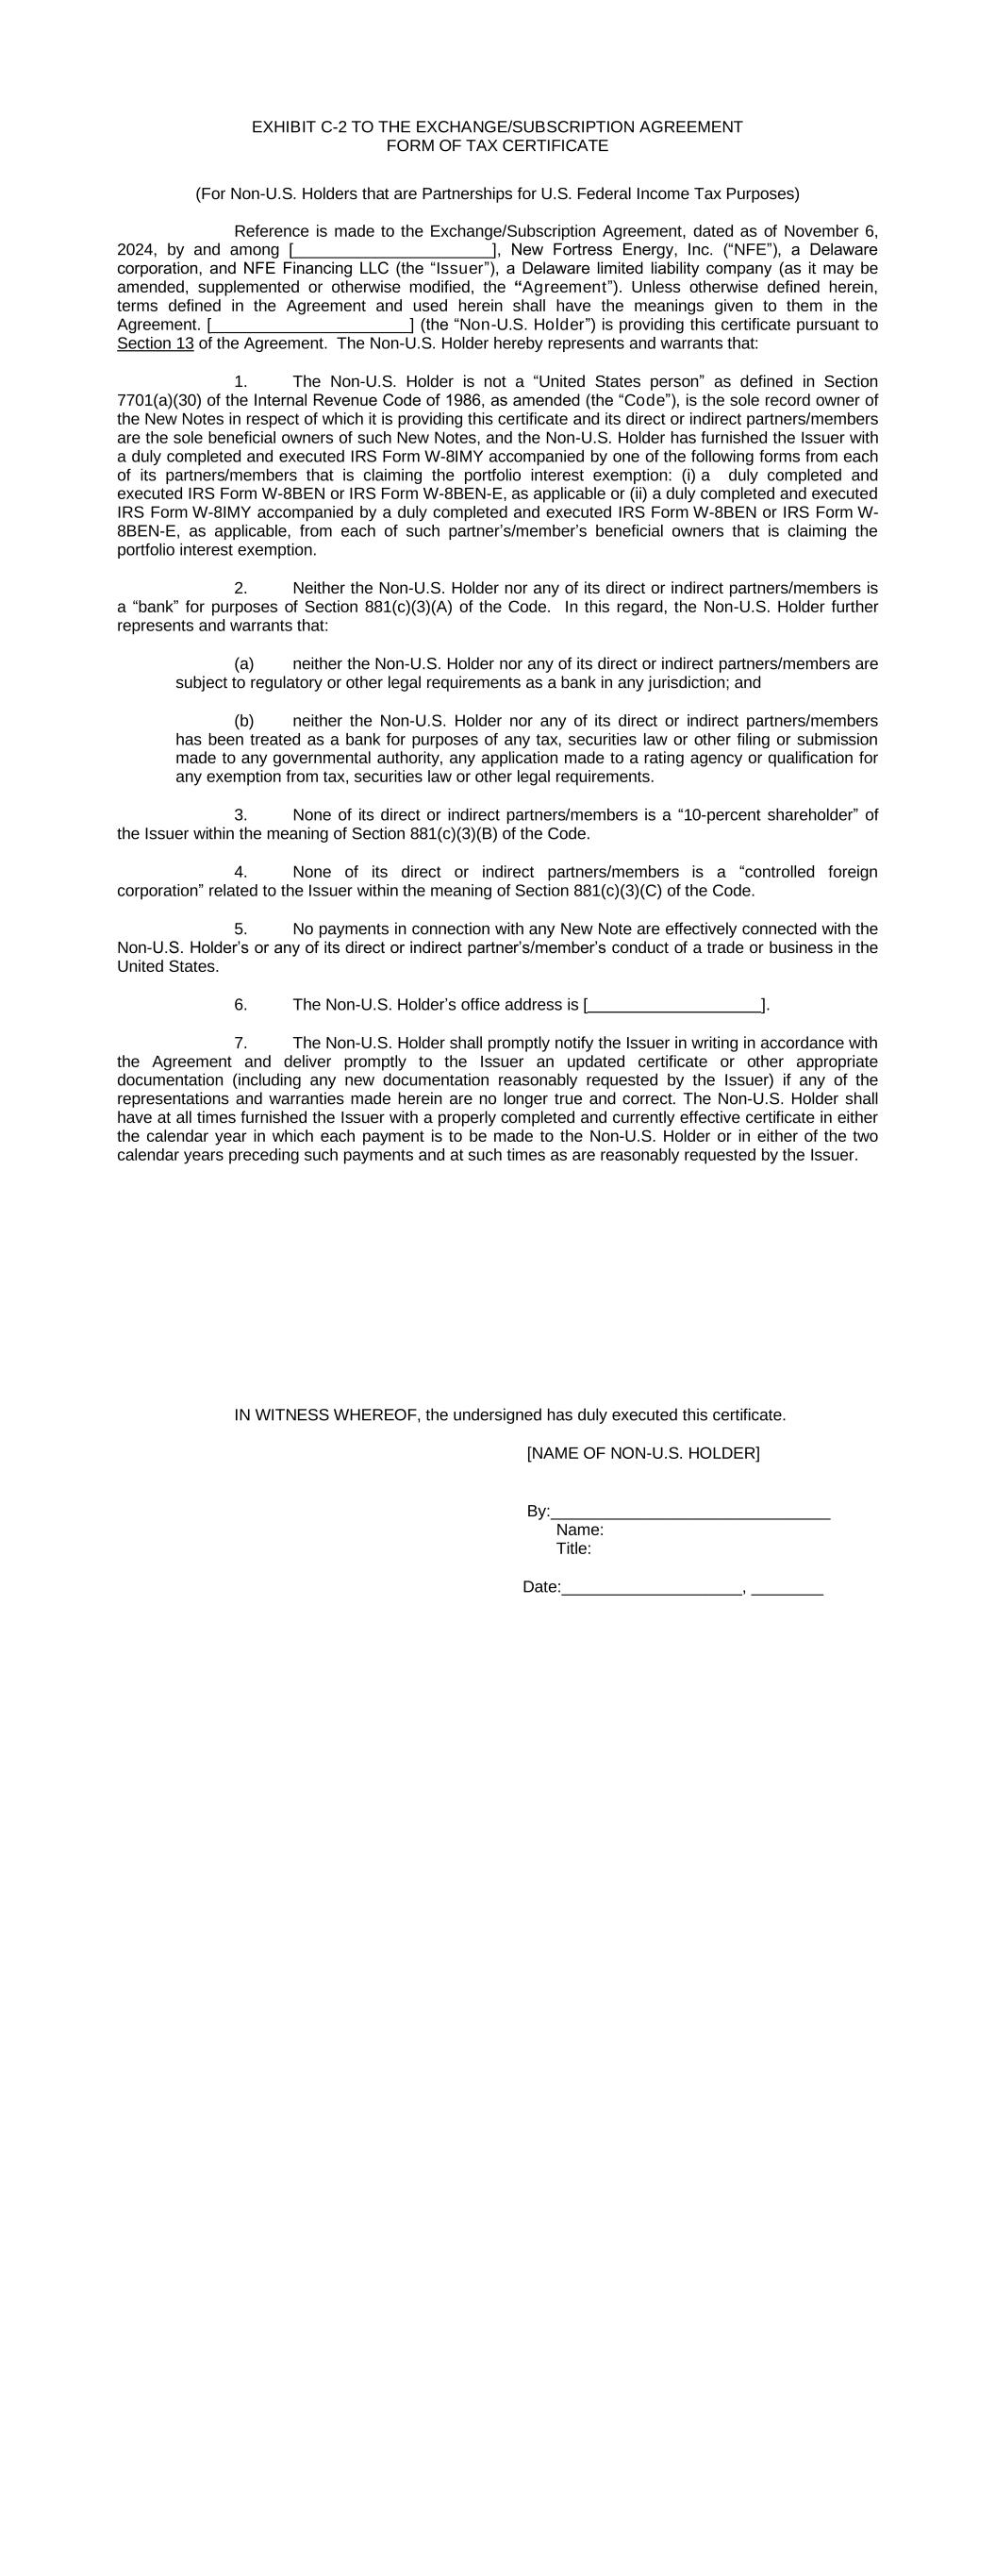 EXHIBIT C-2 TO THE EXCHANGE/SUBSCRIPTION AGREEMENT
FORM OF TAX CERTIFICATE
(For Non-U.S. Holders that are Partnerships for U.S. Federal Income Tax Purposes)
Reference is made to the Exchange/Subscription Agreement, dated as of November 6,
2024, by and among [______________________], New Fortress Energy, Inc. (“NFE”), a Delaware
corporation, and NFE Financing LLC (the “Issuer”), a Delaware limited liability company (as it may be
amended, supplemented or otherwise modified, the “Agreement”). Unless otherwise defined herein,
terms defined in the Agreement and used herein shall have the meanings given to them in the
Agreement. [______________________] (the “Non-U.S. Holder”) is providing this certificate pursuant to
Section 13 of the Agreement. The Non-U.S. Holder hereby represents and warrants that:
1. The Non-U.S. Holder is not a “United States person” as defined in Section
7701(a)(30) of the Internal Revenue Code of 1986, as amended (the “Code”), is the sole record owner of
the New Notes in respect of which it is providing this certificate and its direct or indirect partners/members
are the sole beneficial owners of such New Notes, and the Non-U.S. Holder has furnished the Issuer with
a duly completed and executed IRS Form W-8IMY accompanied by one of the following forms from each
of its partners/members that is claiming the portfolio interest exemption: (i) a duly completed and
executed IRS Form W-8BEN or IRS Form W-8BEN-E, as applicable or (ii) a duly completed and executed
IRS Form W-8IMY accompanied by a duly completed and executed IRS Form W-8BEN or IRS Form W-
8BEN-E, as applicable, from each of such partner’s/member’s beneficial owners that is claiming the
portfolio interest exemption.
2. Neither the Non-U.S. Holder nor any of its direct or indirect partners/members is
a “bank” for purposes of Section 881(c)(3)(A) of the Code. In this regard, the Non-U.S. Holder further
represents and warrants that:
(a) neither the Non-U.S. Holder nor any of its direct or indirect partners/members are
subject to regulatory or other legal requirements as a bank in any jurisdiction; and
(b) neither the Non-U.S. Holder nor any of its direct or indirect partners/members
has been treated as a bank for purposes of any tax, securities law or other filing or submission
made to any governmental authority, any application made to a rating agency or qualification for
any exemption from tax, securities law or other legal requirements.
3. None of its direct or indirect partners/members is a “10-percent shareholder” of
the Issuer within the meaning of Section 881(c)(3)(B) of the Code.
4. None of its direct or indirect partners/members is a “controlled foreign
corporation” related to the Issuer within the meaning of Section 881(c)(3)(C) of the Code.
5. No payments in connection with any New Note are effectively connected with the
Non-U.S. Holder’s or any of its direct or indirect partner’s/member’s conduct of a trade or business in the
United States.
6. The Non-U.S. Holder’s office address is [___________________].
7. The Non-U.S. Holder shall promptly notify the Issuer in writing in accordance with
the Agreement and deliver promptly to the Issuer an updated certificate or other appropriate
documentation (including any new documentation reasonably requested by the Issuer) if any of the
representations and warranties made herein are no longer true and correct. The Non-U.S. Holder shall
have at all times furnished the Issuer with a properly completed and currently effective certificate in either
the calendar year in which each payment is to be made to the Non-U.S. Holder or in either of the two
calendar years preceding such payments and at such times as are reasonably requested by the Issuer.
IN WITNESS WHEREOF, the undersigned has duly executed this certificate.
[NAME OF NON-U.S. HOLDER]
By:_______________________________
Name:
Title:
Date:____________________, ________